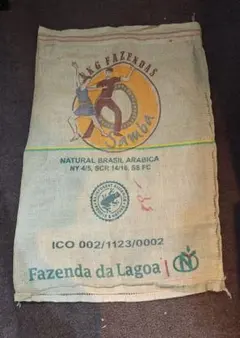 NKG FAZENDAS
Samba
NATURAL BRASIL ARABICA
NY 4/5, SCR 14/16, SS FC
ICO 002/1123/0002
Fazenda da Lagoa